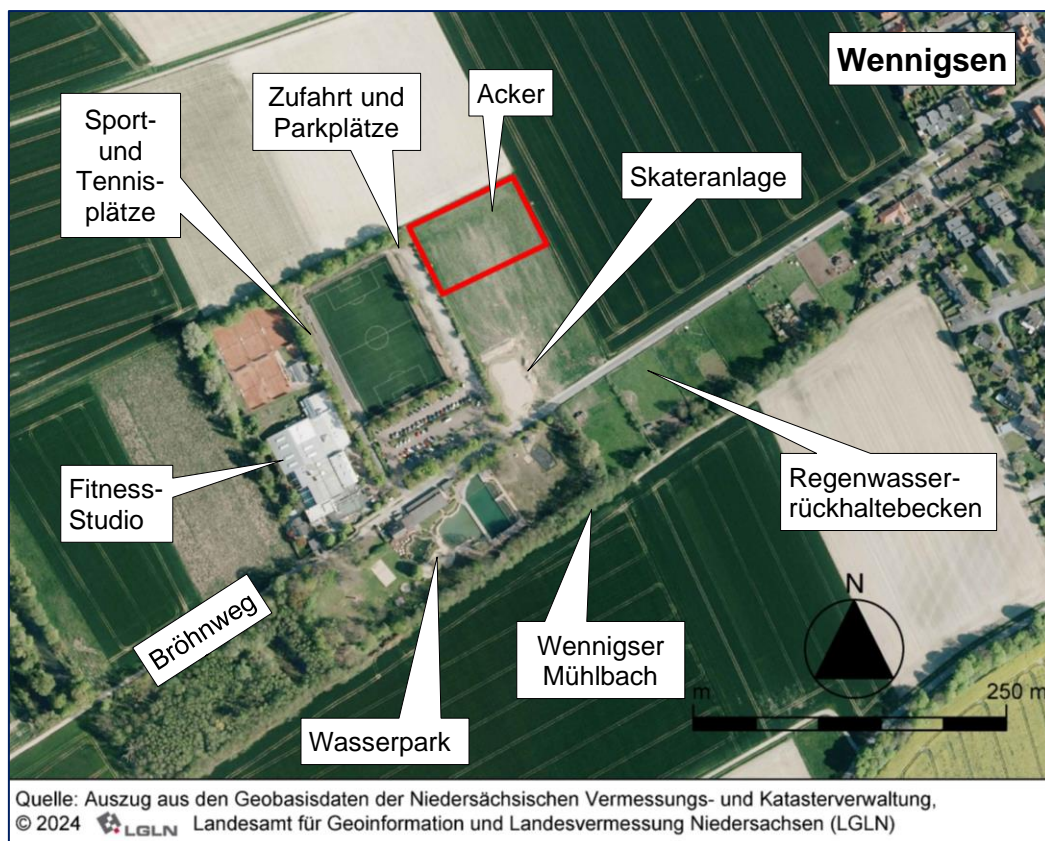 Wennigsen
Zufahrt und
Parkplätze
Acker
Sport-
und
Tennis-
plätze
Skateranlage
Fitness-
Studio
Regenwasser-
rückhaltebecken
Bröhnweg
Wennigser
Mühlbach
Wasserpark
N
m
250 m
Quelle: Auszug aus den Geobasisdaten der Niedersächsischen Vermessungs- und Katasterverwaltung,
© 2024 LGLN Landesamt für Geoinformation und Landesvermessung Niedersachsen (LGLN)